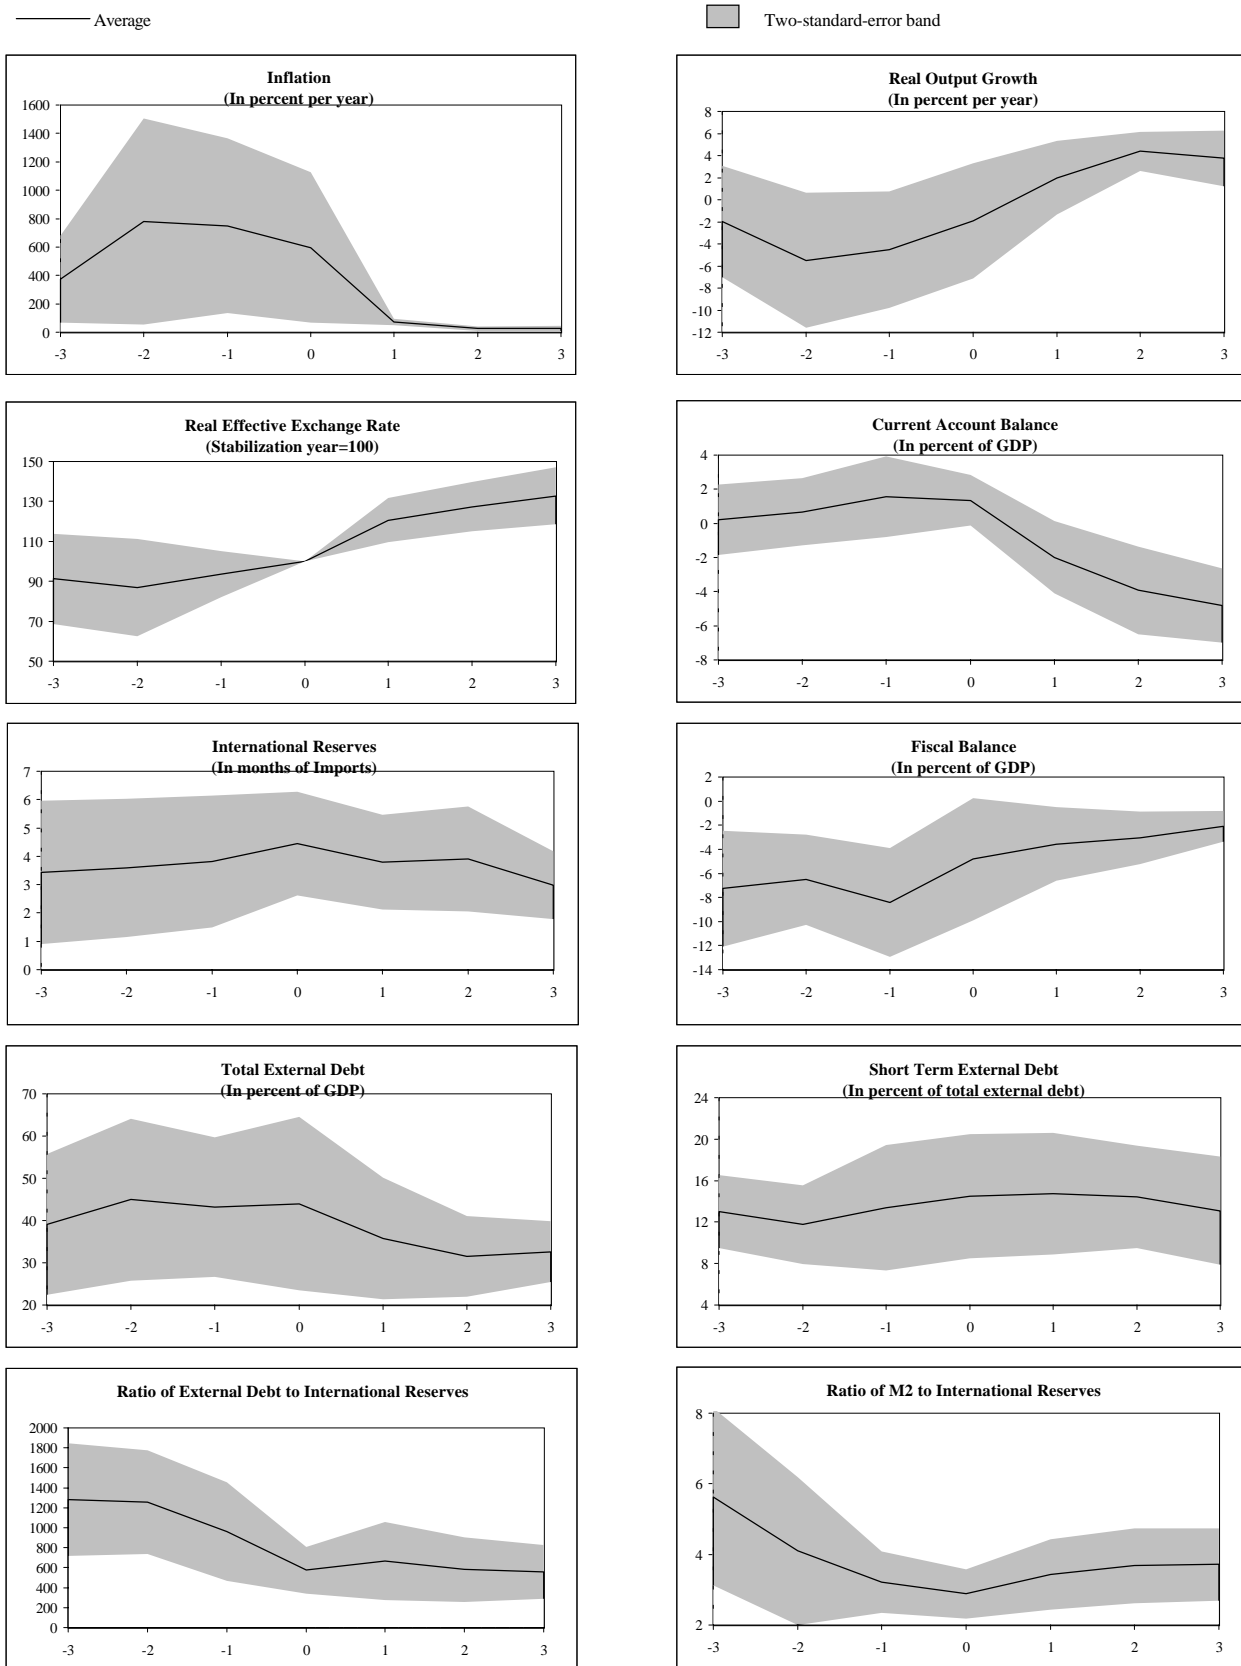 Average
Two-standard-error band
Inflation
(In percent per year)
1600
1400
1200
1000
800
600
400
200
0
-3 -2 -1 0 1 2 3
Real Output Growth
(In percent per year)
8
6
4
2
0
-2
-4
-6
-8
-10
-12
-3 -2 -1 0 1 2 3
Real Effective Exchange Rate
(Stabilization year=100)
150
130
110
90
70
50
-3 -2 -1 0 1 2 3
Current Account Balance
(In percent of GDP)
4
2
0
-2
-4
-6
-8
-3 -2 -1 0 1 2 3
International Reserves
(In months of Imports)
7
6
5
4
3
2
1
0
-3 -2 -1 0 1 2 3
Fiscal Balance
(In percent of GDP)
2
0
-2
-4
-6
-8
-10
-12
-14
-3 -2 -1 0 1 2 3
Total External Debt
(In percent of GDP)
70
60
50
40
30
20
-3 -2 -1 0 1 2 3
Short Term External Debt
(In percent of total external debt)
24
20
16
12
8
4
-3 -2 -1 0 1 2 3
Ratio of External Debt to International Reserves
2000
1800
1600
1400
1200
1000
800
600
400
200
0
-3 -2 -1 0 1 2 3
Ratio of M2 to International Reserves
8
6
4
2
-3 -2 -1 0 1 2 3